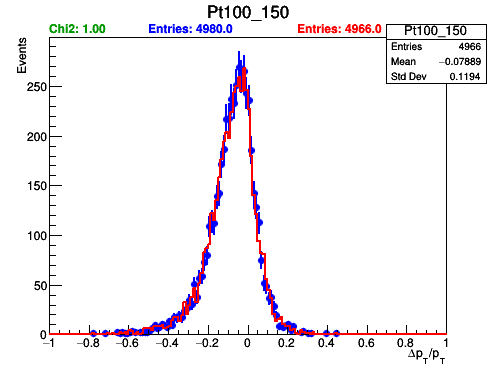 Pt100_150
Chi2: 1.00 Entries: 4980.0 Entries: 4966.0
Pt100_150
Entries 4966
Mean −0.07889
Std Dev 0.1194
Events
250
200
150
100
50
0
−1 −0.8 −0.6 −0.4 −0.2 0 0.2 0.4 0.6 0.8 1
Δp_T/p_T